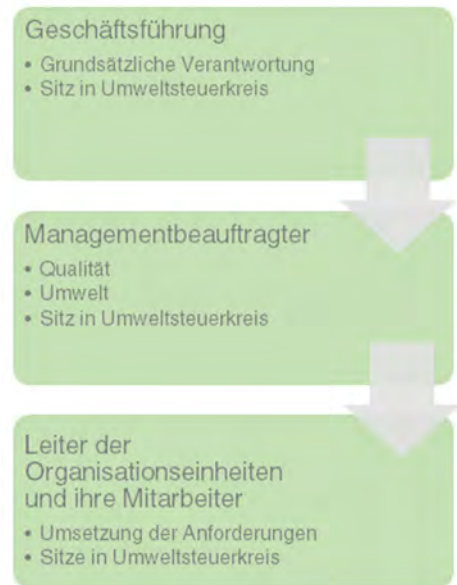 Geschäftsführung
• Grundsätzliche Verantwortung
• Sitz in Umweltsteuerkreis
Managementbeauftragter
• Qualität
• Umwelt
• Sitz in Umweltsteuerkreis
Leiter der
Organisationseinheiten
und ihre Mitarbeiter
• Umsetzung der Anforderungen
• Sitze in Umweltsteuerkreis